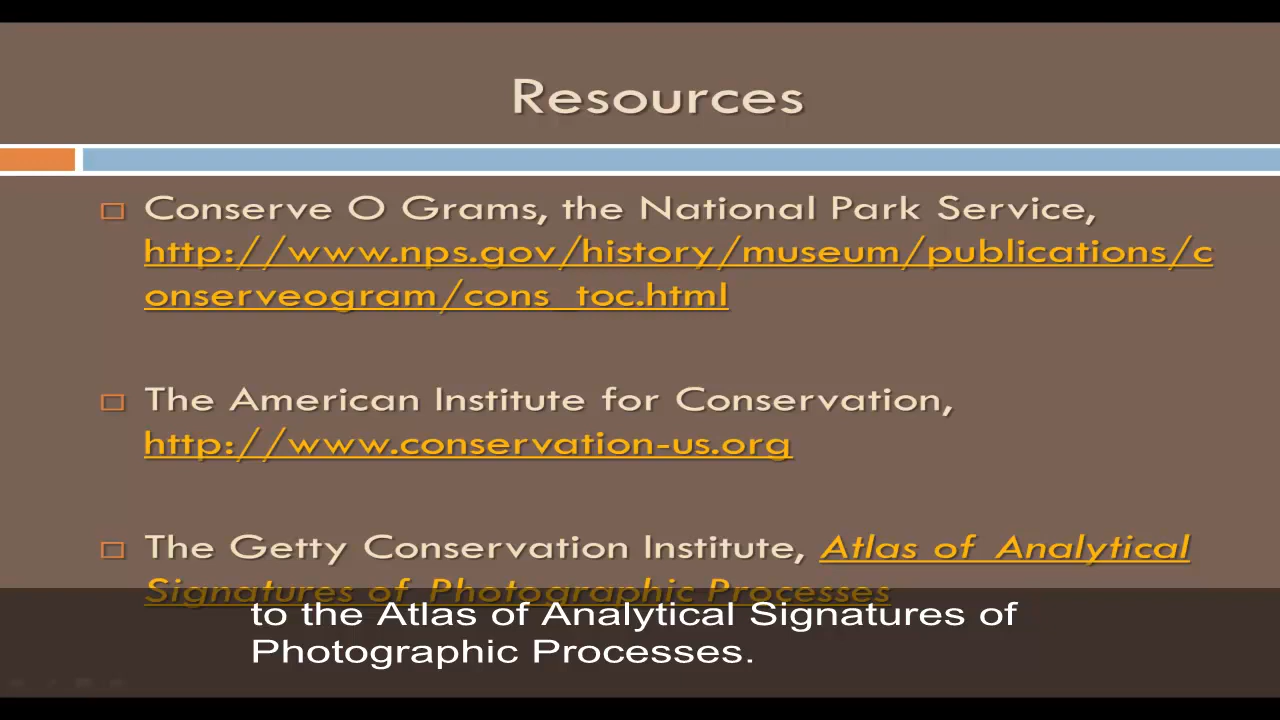 Resources
Conserve O Grams, the National Park Service,
http://www.nps.gov/history/museum/publications/c
onserveogram/cons_toc.html
The American Institute for Conservation,
http://www.conservation-us.org
The Getty Conservation Institute, Atlas of Analytical
Signatures of Photographic Processes
to the Atlas of Analytical Signatures of
Photographic Processes.